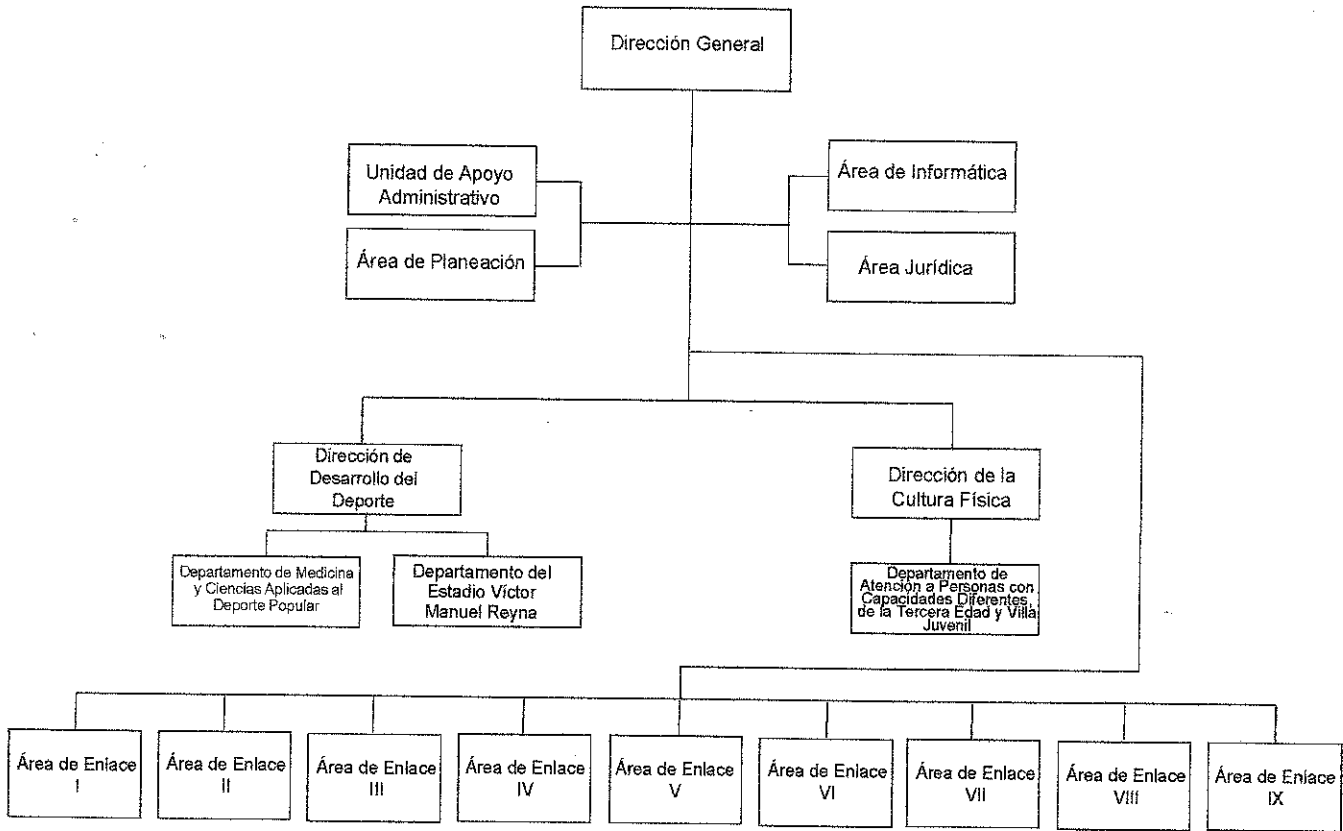 Dirección General
Unidad de Apoyo
Administrativo
Área de Informática
Área de Planeación
Área Jurídica
Dirección de
Desarrollo del
Deporte
Dirección de la
Cultura Física
Departamento de Medicina
y Ciencias Aplicadas al
Deporte Popular
Departamento del
Estadio Víctor
Manuel Reyna
Departamento de
Atención a Personas con
Capacidades Diferentes,
de la Tercera Edad y Villa
Juvenil
Área de Enlace
I
Área de Enlace
II
Área de Enlace
III
Área de Enlace
IV
Área de Enlace
V
Área de Enlace
VI
Área de Enlace
VII
Área de Enlace
VIII
Área de Enlace
IX